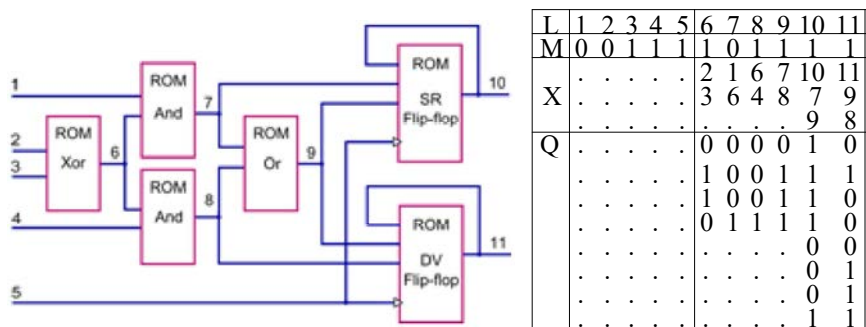 1
2
3
4
5
6
7
8
9
10
11
ROM
Xor
ROM
And
ROM
And
ROM
Or
ROM
SR
Flip-flop
ROM
DV
Flip-flop
L 1 2 3 4 5 6 7 8 9 10 11
M 0 0 1 1 1 1 0 1 1 1 1
. . . . . 2 1 6 7 10 11
X . . . . . 3 6 4 8 7 9
. . . . . . . . . 9 8
Q . . . . . 0 0 0 0 1 0
. . . . . 1 0 0 1 1 1
. . . . . 1 0 0 1 1 0
. . . . . 0 1 1 1 1 0
. . . . . . . . . 0 0
. . . . . . . . . 0 1
. . . . . . . . . 0 1
. . . . . . . . . 1 1